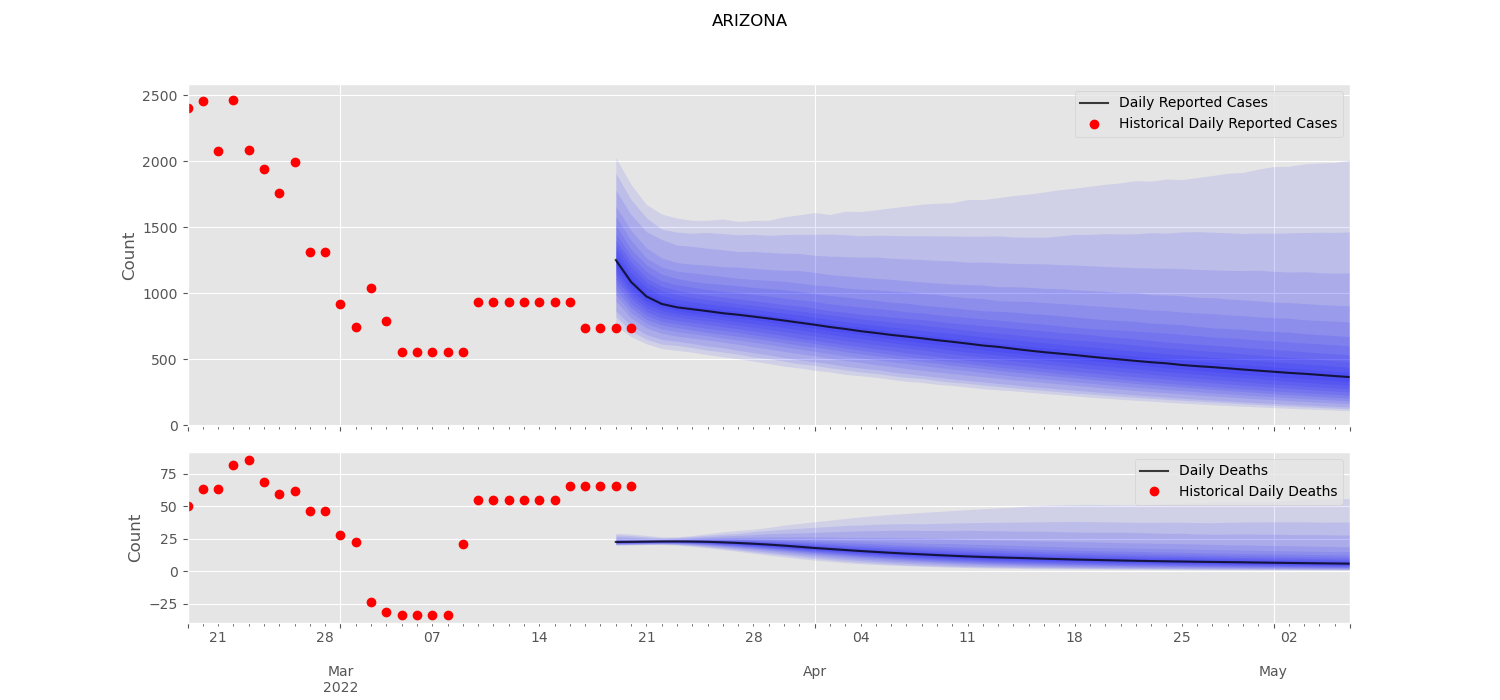 ARIZONA
2500
2000
1500
1000
500
0
Count
Daily Reported Cases
Historical Daily Reported Cases
75
50
25
0
−25
Count
Daily Deaths
Historical Daily Deaths
21 28 07 14 21 28 04 11 18 25 02
Mar Apr May
2022